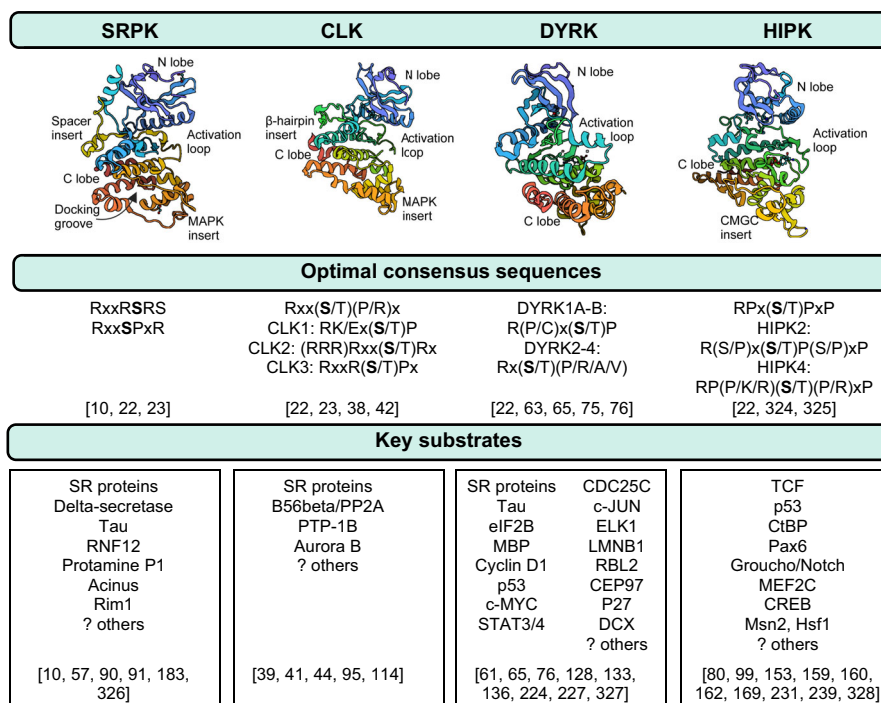 SRPK
CLK
DYRK
HIPK
N lobe
Spacer
insert
Activation
loop
C lobe
Docking
groove
MAPK
insert
N lobe
β-hairpin
insert
Activation
loop
C lobe
MAPK
insert
N lobe
Activation
loop
C lobe
N lobe
Activation
loop
C lobe
CMGC
insert
Optimal consensus sequences
RxxRSRS
RxxSPxR
[10, 22, 23]
Rxx(S/T)(P/R)x
CLK1: RK/Ex(S/T)P
CLK2: (RRR)Rxx(S/T)Rx
CLK3: RxxR(S/T)Px
[22, 23, 38, 42]
DYRK1A-B:
R(P/C)x(S/T)P
DYRK2-4:
Rx(S/T)(P/R/A/V)
[22, 63, 65, 75, 76]
RPx(S/T)PxP
HIPK2:
R(S/P)x(S/T)P(S/P)xP
HIPK4:
RP(P/K/R)(S/T)(P/R)xP
[22, 324, 325]
Key substrates
SR proteins
Delta-secretase
Tau
RNF12
Protamine P1
Acinus
Rim1
? others
[10, 57, 90, 91, 183,
326]
SR proteins
B56beta/PP2A
PTP-1B
Aurora B
? others
[39, 41, 44, 95, 114]
SR proteins
Tau
eIF2B
MBP
Cyclin D1
p53
c-MYC
STAT3/4
CDC25C
c-JUN
ELK1
LMNB1
RBL2
CEP97
P27
DCX
? others
[61, 65, 76, 128, 133,
136, 224, 227, 327]
TCF
p53
CtBP
Pax6
Groucho/Notch
MEF2C
CREB
Msn2, Hsf1
? others
[80, 99, 153, 159, 160,
162, 169, 231, 239, 328]